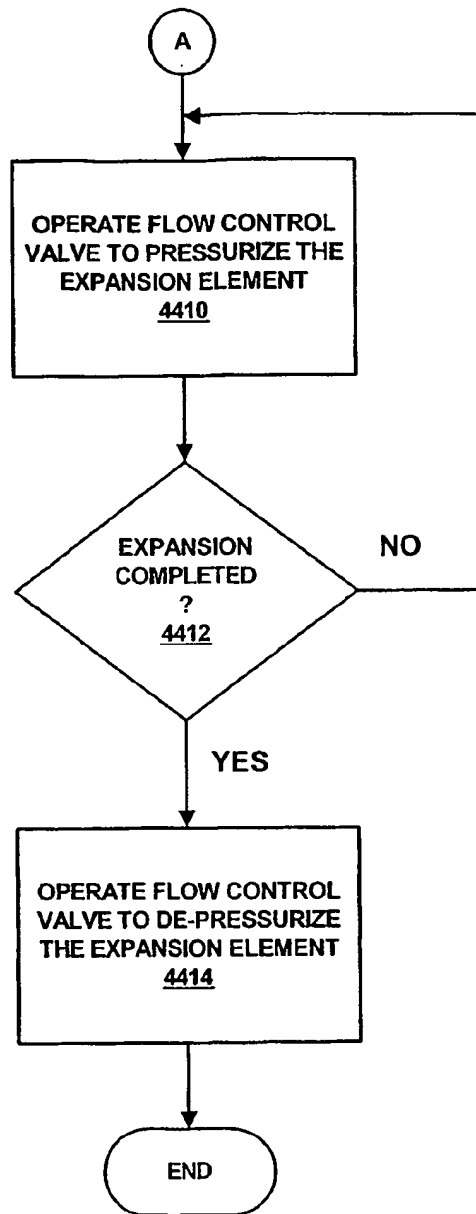 A
OPERATE FLOW CONTROL
VALVE TO PRESSURIZE THE
EXPANSION ELEMENT
4410
EXPANSION
COMPLETED
?
4412
NO
YES
OPERATE FLOW CONTROL
VALVE TO DE-PRESSURIZE
THE EXPANSION ELEMENT
4414
END